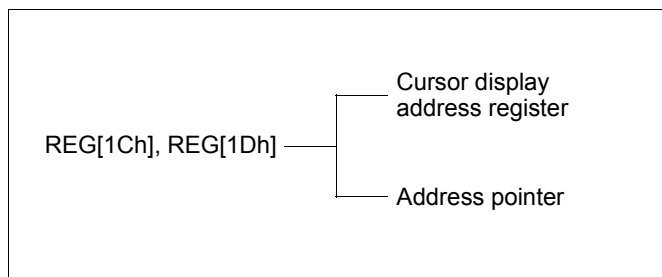 Cursor display
address register
REG[1Ch], REG[1Dh]
Address pointer